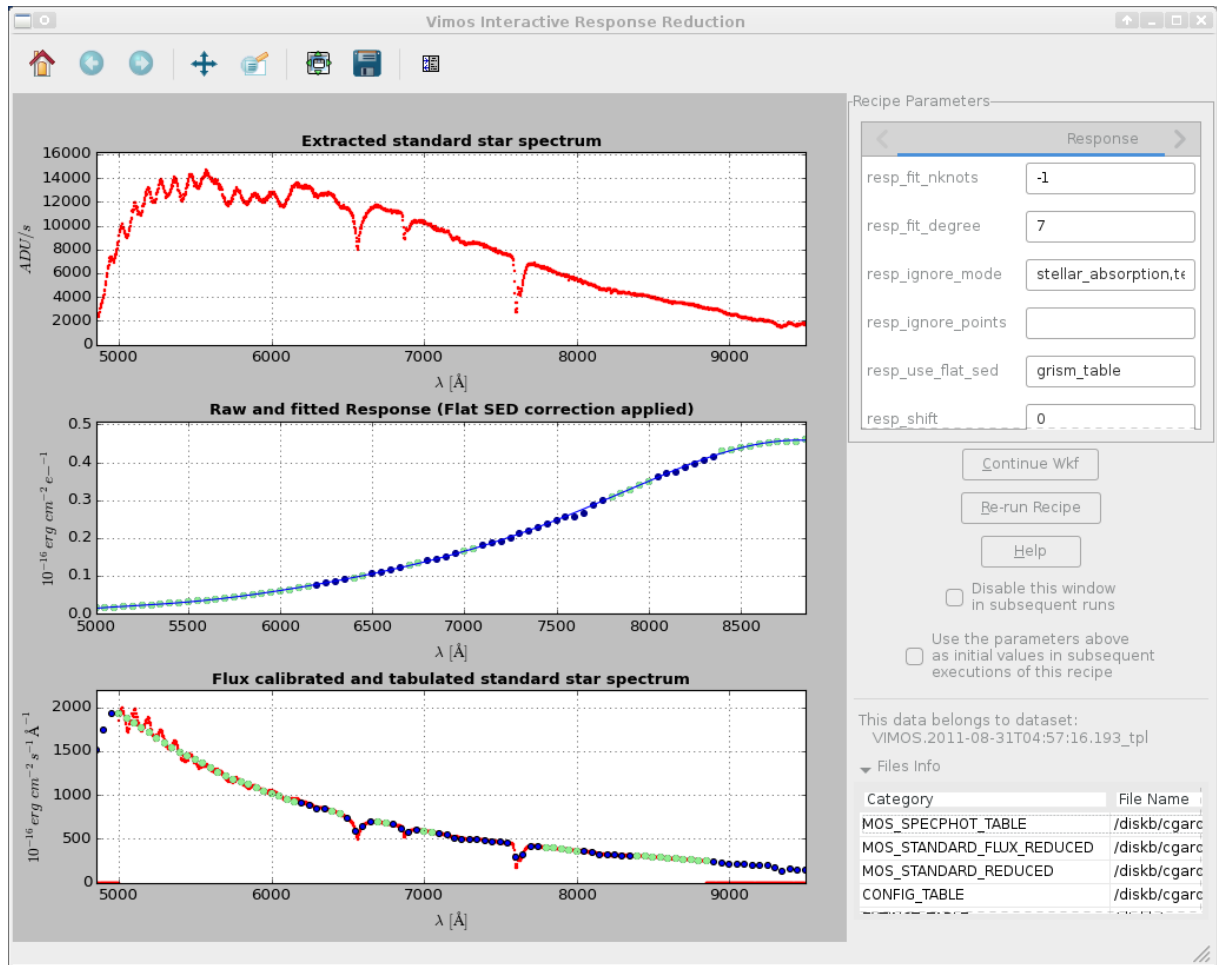 Vimos Interactive Response Reduction
Extracted standard star spectrum
16000
14000
12000
10000
8000
6000
4000
2000
0
ADU/s
5000 6000 7000 8000 9000
λ [Å]
Raw and fitted Response (Flat SED correction applied)
0.5
0.4
0.3
0.2
0.1
0.0
10⁻¹⁶ erg cm⁻² e—⁻¹
5000 5500 6000 6500 7000 7500 8000 8500
λ [Å]
Flux calibrated and tabulated standard star spectrum
2000
1500
1000
500
0
10⁻¹⁶ erg cm⁻² s⁻¹ Å⁻¹
5000 6000 7000 8000 9000
λ [Å]
Recipe Parameters
Response
resp_fit_nknots -1
resp_fit_degree 7
resp_ignore_mode stellar_absorption,te
resp_ignore_points
resp_use_flat_sed grism_table
resp_shift 0
Continue Wkf
Re-run Recipe
Help
Disable this window
in subsequent runs
Use the parameters above
as initial values in subsequent
executions of this recipe
This data belongs to dataset:
VIMOS.2011-08-31T04:57:16.193_tpl
Files Info
Category File Name
MOS_SPECPHOT_TABLE /diskb/cgarc
MOS_STANDARD_FLUX_REDUCED /diskb/cgarc
MOS_STANDARD_REDUCED /diskb/cgarc
CONFIG_TABLE /diskb/cgarc